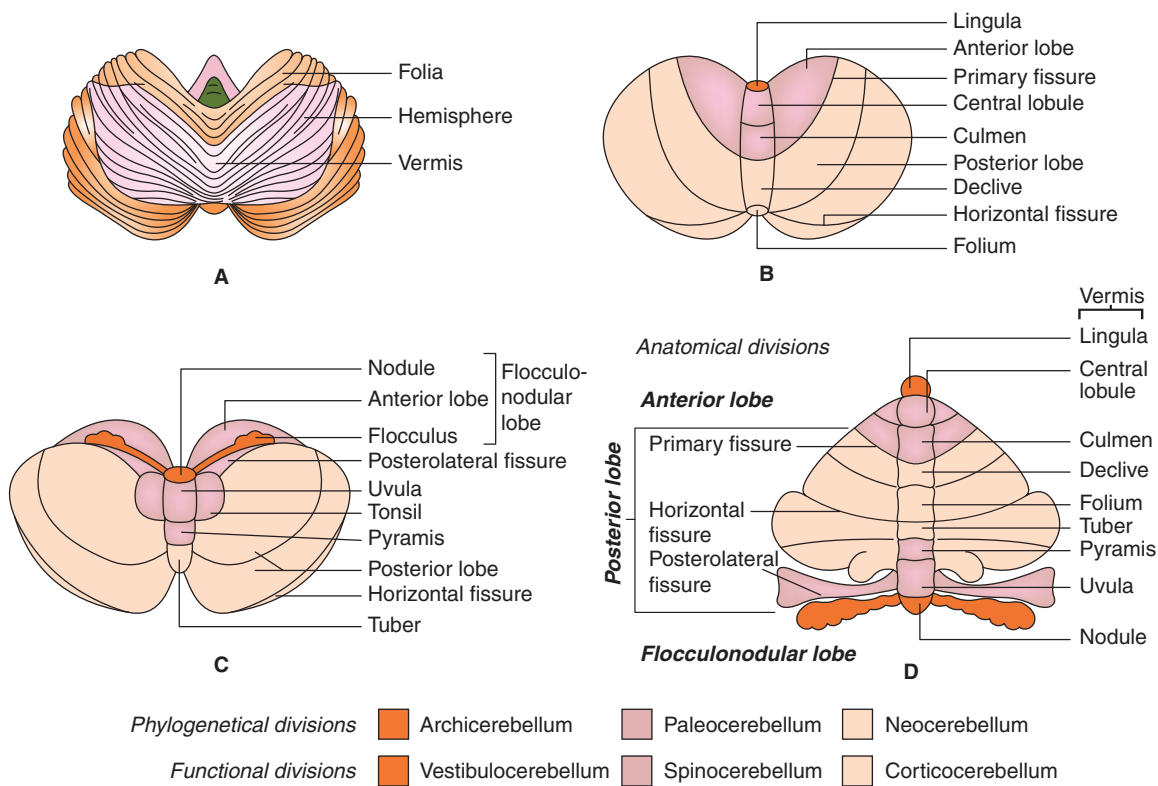 Folia
Hemisphere
Vermis
A
Lingula
Anterior lobe
Primary fissure
Central lobule
Culmen
Posterior lobe
Declive
Horizontal fissure
Folium
B
Nodule
Anterior lobe
Flocculus
Flocculo-
nodular
lobe
Posterolateral fissure
Uvula
Tonsil
Pyramis
Posterior lobe
Horizontal fissure
Tuber
C
Anatomical divisions
Anterior lobe
Posterior lobe
Primary fissure
Horizontal
fissure
Posterolateral
fissure
Flocculonodular lobe
Vermis
Lingula
Central
lobule
Culmen
Declive
Folium
Tuber
Pyramis
Uvula
Nodule
D
Phylogenetical divisions Archicerebellum Paleocerebellum Neocerebellum
Functional divisions Vestibulocerebellum Spinocerebellum Corticocerebellum